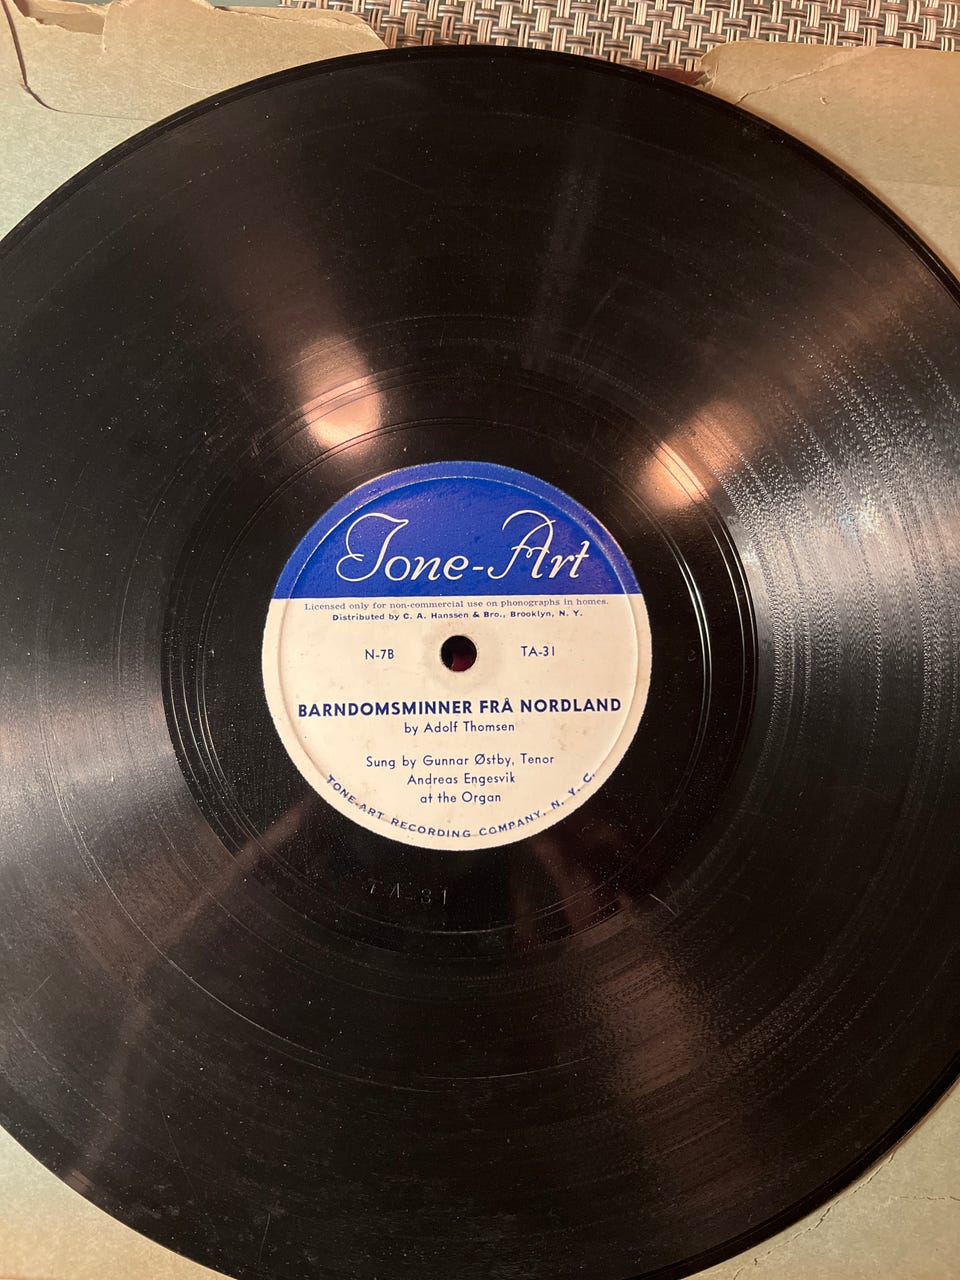 Tone-Art
Licensed only for non-commercial use on phonographs in homes.
Distributed by C. A. Hanssen & Bro., Brooklyn, N. Y.
N-7B TA-31
BARNDOMSMINNER FRÅ NORDLAND
by Adolf Thomsen
Sung by Gunnar Østby, Tenor
Andreas Engesvik
at the Organ
TONE-ART RECORDING COMPANY, N. Y. C.
TA-31